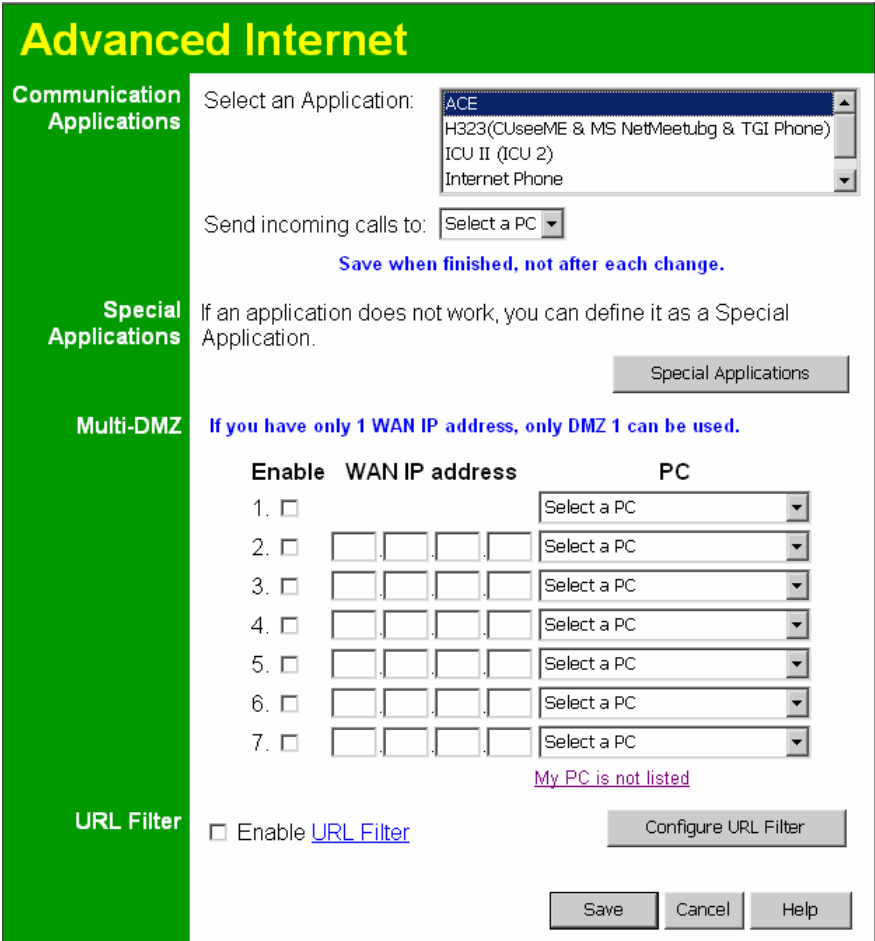 Advanced Internet
Communication
Applications
Select an Application:
ACE
H323(CUseeME & MS NetMeetubg & TGI Phone)
ICU II (ICU 2)
Internet Phone
Send incoming calls to:
Select a PC
Save when finished, not after each change.
Special
Applications
If an application does not work, you can define it as a Special
Application.
Special Applications
Multi-DMZ
If you have only 1 WAN IP address, only DMZ 1 can be used.
Enable WAN IP address PC
1. Select a PC
2. . . . Select a PC
3. . . . Select a PC
4. . . . Select a PC
5. . . . Select a PC
6. . . . Select a PC
7. . . . Select a PC
My PC is not listed
URL Filter
Enable URL Filter
Configure URL Filter
Save Cancel Help